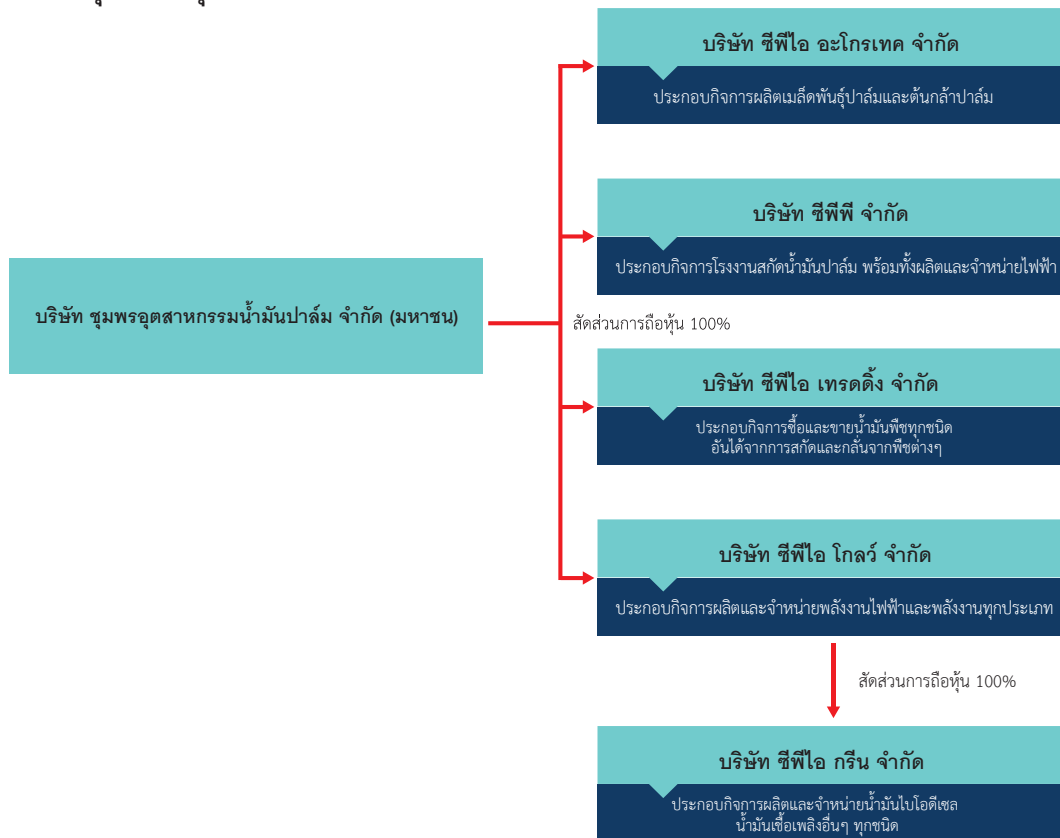 บริษัท ซีพีไอ อะโกรเทค จำกัด
ประกอบกิจการผลิตเมล็ดพันธุ์ปาล์มและต้นกล้าปาล์ม
บริษัท ซีพีพี จำกัด
ประกอบกิจการโรงงานสกัดน้ำมันปาล์ม พร้อมทั้งผลิตและจำหน่ายไฟฟ้า
บริษัท ชุมพรอุตสาหกรรมน้ำมันปาล์ม จำกัด (มหาชน)
สัดส่วนการถือหุ้น 100%
บริษัท ซีพีไอ เทรดดิ้ง จำกัด
ประกอบกิจการซื้อและขายน้ำมันพืชทุกชนิด
อันได้จากการสกัดและกลั่นจากพืชต่างๆ
บริษัท ซีพีไอ โกลว์ จำกัด
ประกอบกิจการผลิตและจำหน่ายพลังงานไฟฟ้าและพลังงานทุกประเภท
สัดส่วนการถือหุ้น 100%
บริษัท ซีพีไอ กรีน จำกัด
ประกอบกิจการผลิตและจำหน่ายน้ำมันไบโอดีเซล
น้ำมันเชื้อเพลิงอื่นๆ ทุกชนิด